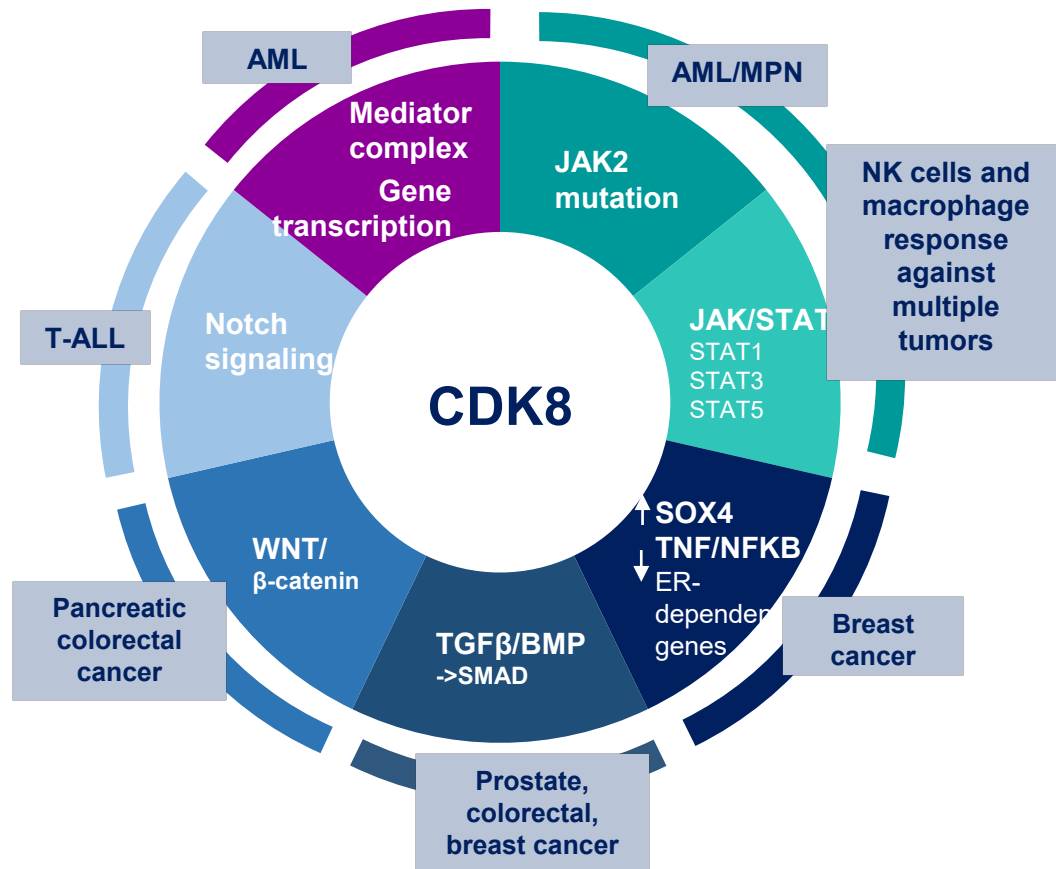 AML
AML/MPN
Mediator
complex
Gene
transcription
JAK2
mutation
NK cells and
macrophage
response
against
multiple
tumors
JAK/STAT
STAT1
STAT3
STAT5
T-ALL
Notch
signaling
CDK8
↑ SOX4
TNF/NFKB
↓ ER-
dependen
genes
WNT/
β-catenin
TGFβ/BMP
->SMAD
Pancreatic
colorectal
cancer
Breast
cancer
Prostate,
colorectal,
breast cancer